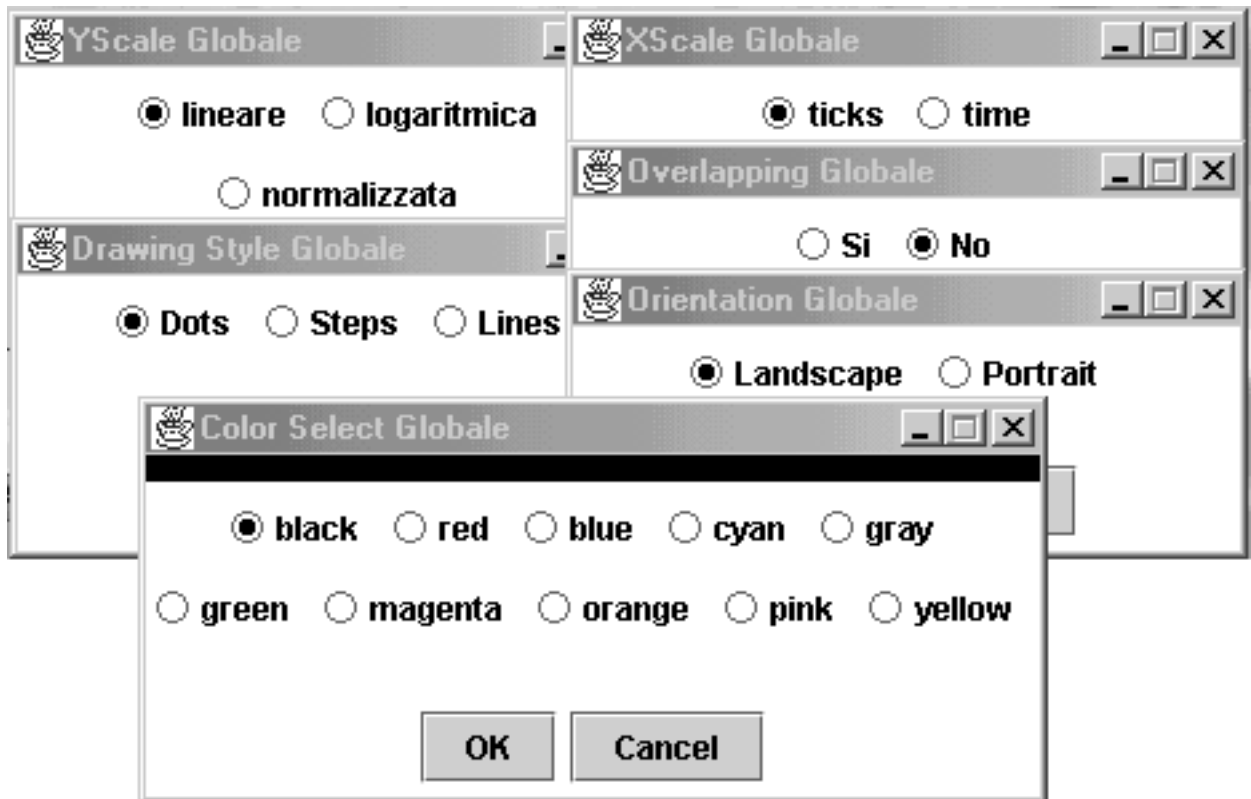 YScale Globale
lineare logaritmica
normalizzata
XScale Globale
ticks time
Overlapping Globale
Si No
Drawing Style Globale
Dots Steps Lines
Orientation Globale
Landscape Portrait
Color Select Globale
black red blue cyan gray
green magenta orange pink yellow
OK Cancel